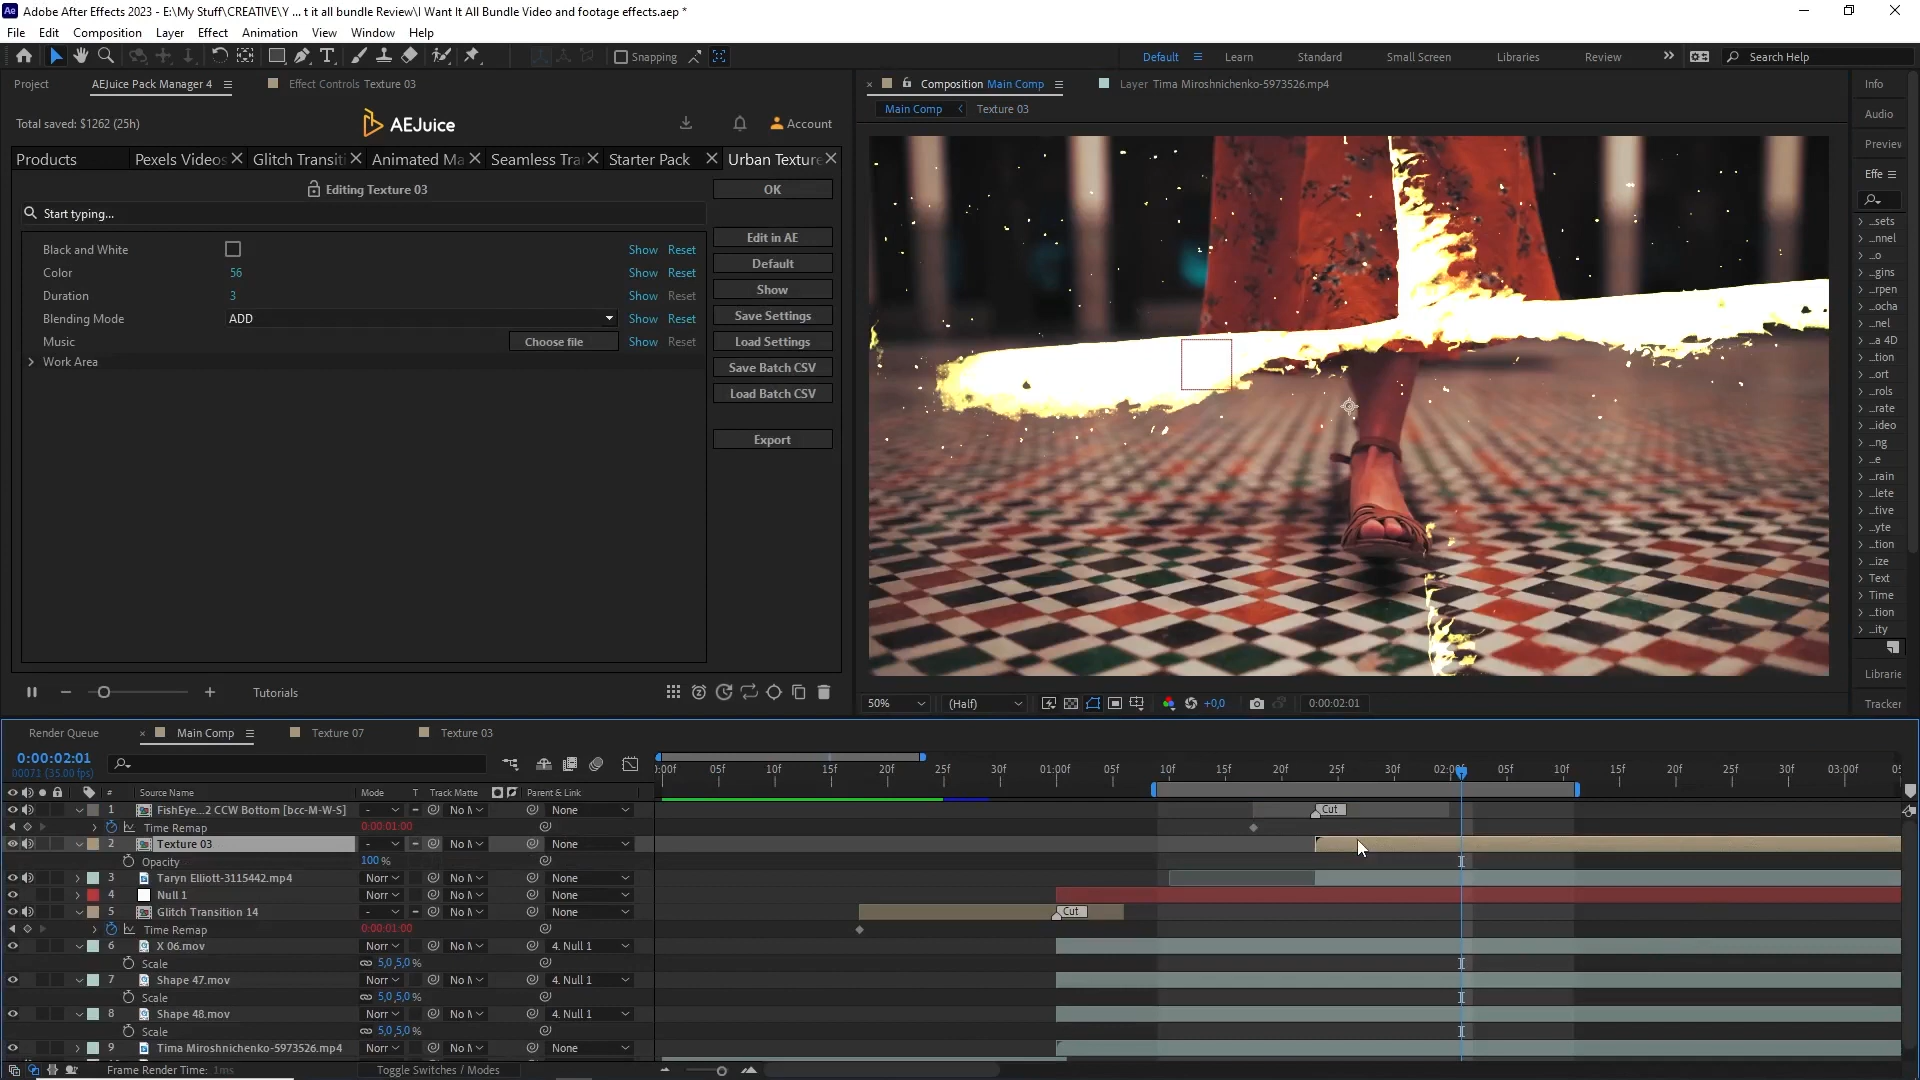 Adobe After Effects 2023 - E:\My Stuff\CREATIVE\Y ... t it all bundle Review\I Want It All Bundle Video and footage effects.aep *
File Edit Composition Layer Effect Animation View Window Help
Snapping
Default Learn Standard Small Screen Libraries Review
Search Help
Project AEJuice Pack Manager 4 Effect Controls Texture 03
Composition Main Comp Layer Tima Miroshnichenko-5973526.mp4
Main Comp Texture 03
Total saved: $1262 (25h)
AEJuice
Account
Products Pexels Videos Glitch Transiti Animated Ma Seamless Tra Starter Pack Urban Texture
Editing Texture 03
OK
Start typing...
Black and White Show Reset
Color 56 Show Reset
Duration 3 Show Reset
Blending Mode ADD Show Reset
Music Choose file Show Reset
Work Area
Edit in AE
Default
Show
Save Settings
Load Settings
Save Batch CSV
Load Batch CSV
Export
Tutorials
50% (Half) +0,0 0:00:02:01
Info
Audio
Preview
Effe
..sets
..nnel
..o
..gins
..rpen
..ocha
..nel
..a 4D
..tion
..ort
..rols
..rate
..ideo
..ng
..e
..rain
..lete
..tive
..yte
..tion
..ize
Text
Time
..tion
..ity
Librarie
Tracker
Render Queue Main Comp Texture 07 Texture 03
0:00:02:01
00071 (35.00 fps)
):00f 05f 10f 15f 20f 25f 30f 01:00f 05f 10f 15f 20f 25f 30f 02:00f 05f 10f 15f 20f 25f 30f 03:00f 05
# Source Name Mode T Track Matte Parent & Link
1 FishEye...2 CCW Bottom [bcc-M-W-S] - No M None Cut
Time Remap 0:00:01:00
2 Texture 03 - No M None
Opacity 100 %
3 Taryn Elliott-3115442.mp4 Norr No M None
4 Null 1 Norr No M None
5 Glitch Transition 14 - No M None Cut
Time Remap 0:00:01:00
6 X 06.mov Norr No M 4. Null 1
Scale 5,0,5,0 %
7 Shape 47.mov Norr No M 4. Null 1
Scale 5,0,5,0 %
8 Shape 48.mov Norr No M 4. Null 1
Scale 5,0,5,0 %
9 Tima Miroshnichenko-5973526.mp4 Norr No M None
Frame Render Time: 1ms Toggle Switches / Modes